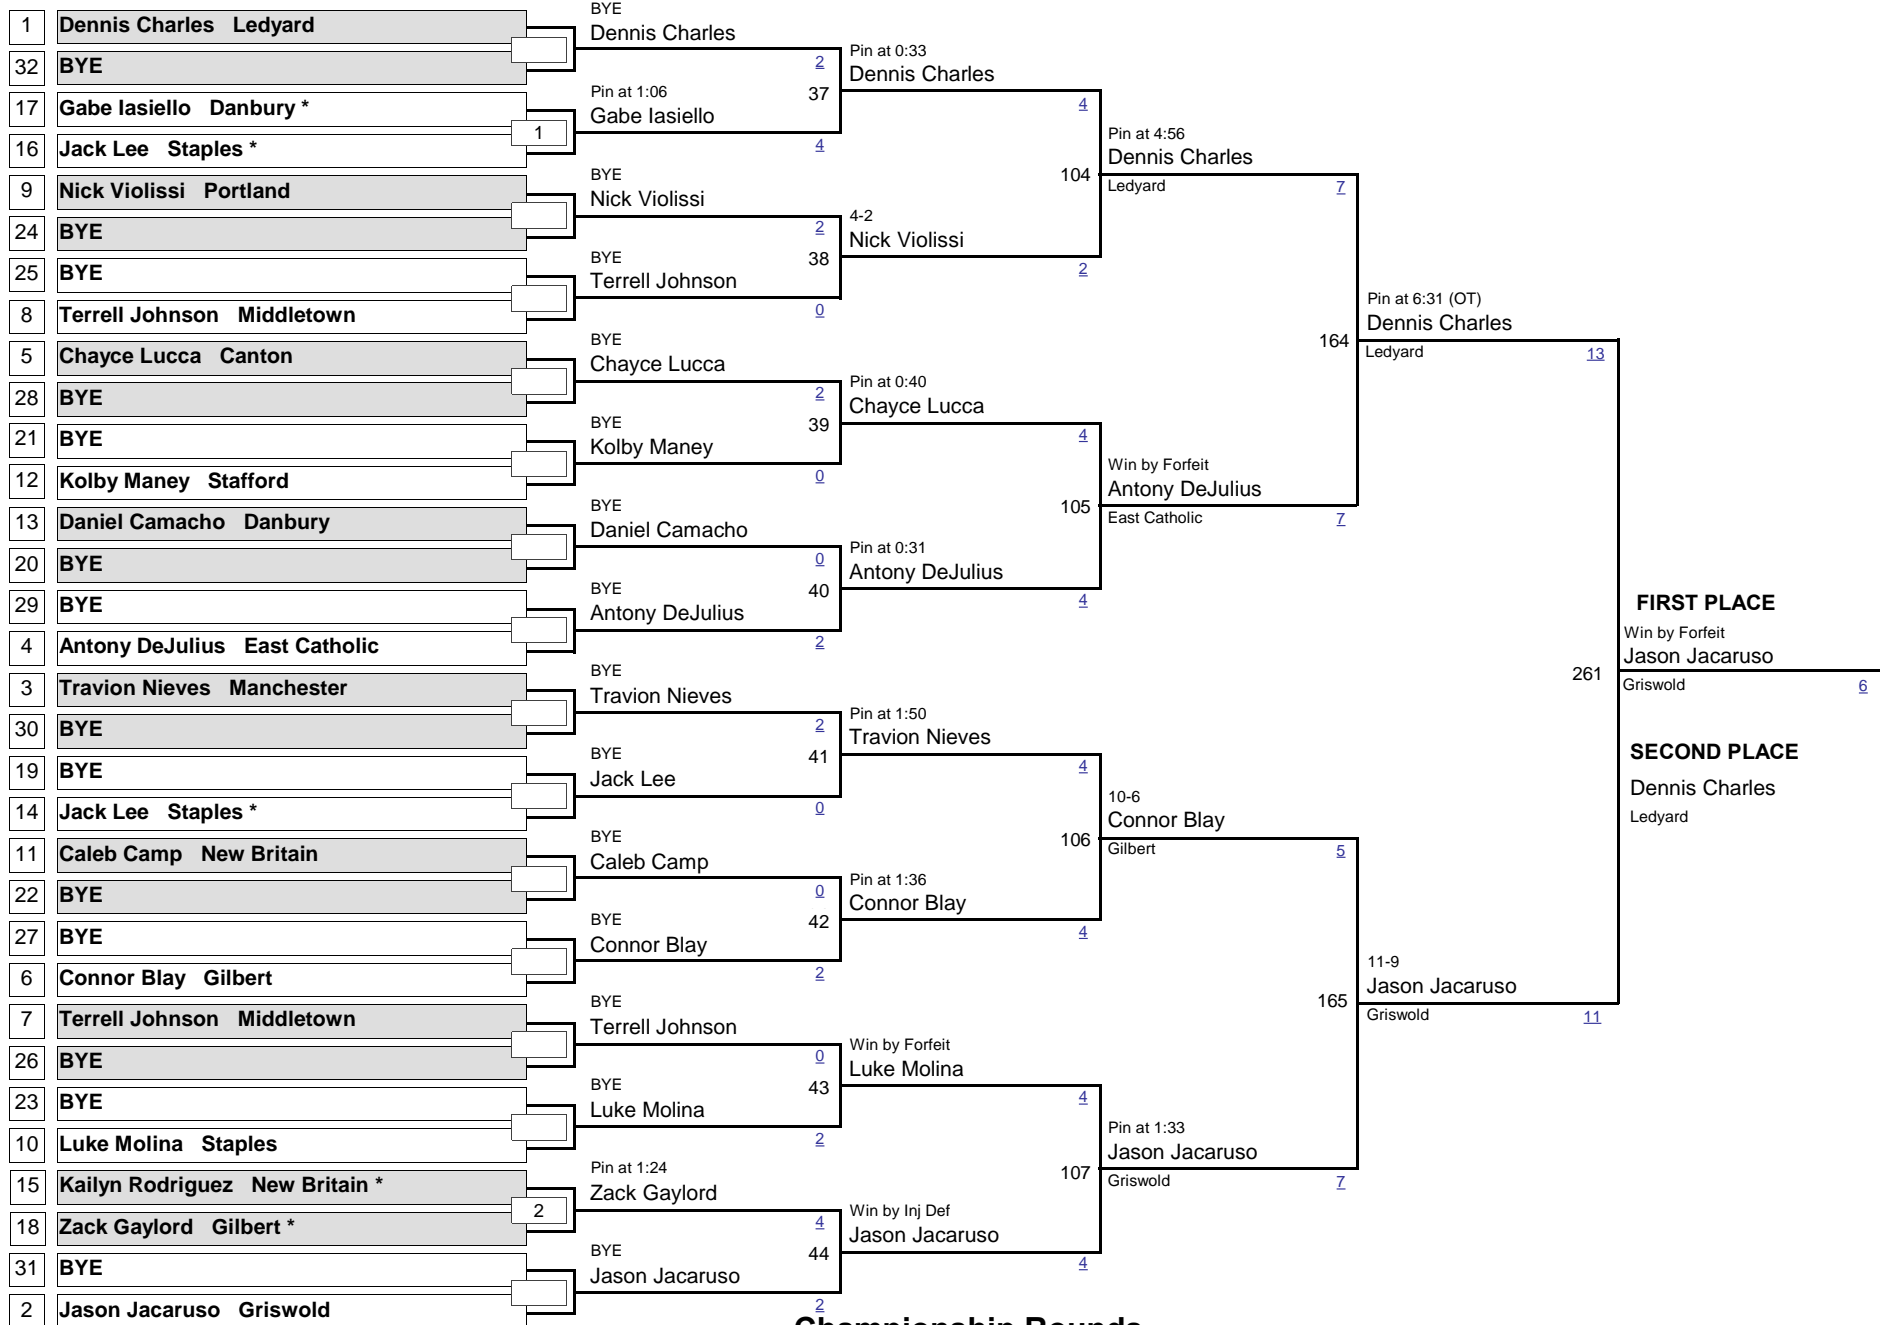 BYE
1 Dennis Charles Ledyard
Dennis Charles
32 BYE
2
Pin at 0:33
Dennis Charles
17 Gabe Iasiello Danbury *
Pin at 1:06
37
4
Gabe Iasiello
1
16 Jack Lee Staples *
4
Pin at 4:56
Dennis Charles
104
Ledyard
7
9 Nick Violissi Portland
BYE
Nick Violissi
24 BYE
2
4-2
Nick Violissi
25 BYE
BYE
38
2
Terrell Johnson
8 Terrell Johnson Middletown
0
Pin at 6:31 (OT)
Dennis Charles
164
Ledyard
13
5 Chayce Lucca Canton
BYE
Chayce Lucca
28 BYE
2
Pin at 0:40
Chayce Lucca
21 BYE
BYE
39
4
Kolby Maney
12 Kolby Maney Stafford
0
Win by Forfeit
Antony DeJulius
105
East Catholic
7
13 Daniel Camacho Danbury
BYE
Daniel Camacho
20 BYE
0
Pin at 0:31
Antony DeJulius
29 BYE
BYE
40
4
Antony DeJulius
4 Antony DeJulius East Catholic
2
FIRST PLACE
Win by Forfeit
Jason Jacaruso
261
Griswold
6
3 Travion Nieves Manchester
BYE
Travion Nieves
30 BYE
2
Pin at 1:50
Travion Nieves
SECOND PLACE
Dennis Charles
Ledyard
19 BYE
BYE
41
4
Jack Lee
14 Jack Lee Staples *
0
10-6
Connor Blay
106
Gilbert
5
11 Caleb Camp New Britain
BYE
Caleb Camp
22 BYE
0
Pin at 1:36
Connor Blay
27 BYE
BYE
42
4
Connor Blay
6 Connor Blay Gilbert
2
11-9
Jason Jacaruso
165
Griswold
11
7 Terrell Johnson Middletown
BYE
Terrell Johnson
26 BYE
0
Win by Forfeit
Luke Molina
23 BYE
BYE
43
4
Luke Molina
10 Luke Molina Staples
2
Pin at 1:33
Jason Jacaruso
107
Griswold
7
15 Kailyn Rodriguez New Britain *
Pin at 1:24
Zack Gaylord
2
18 Zack Gaylord Gilbert *
4
Win by Inj Def
Jason Jacaruso
31 BYE
BYE
44
4
Jason Jacaruso
2 Jason Jacaruso Griswold
2
Championship Rounds